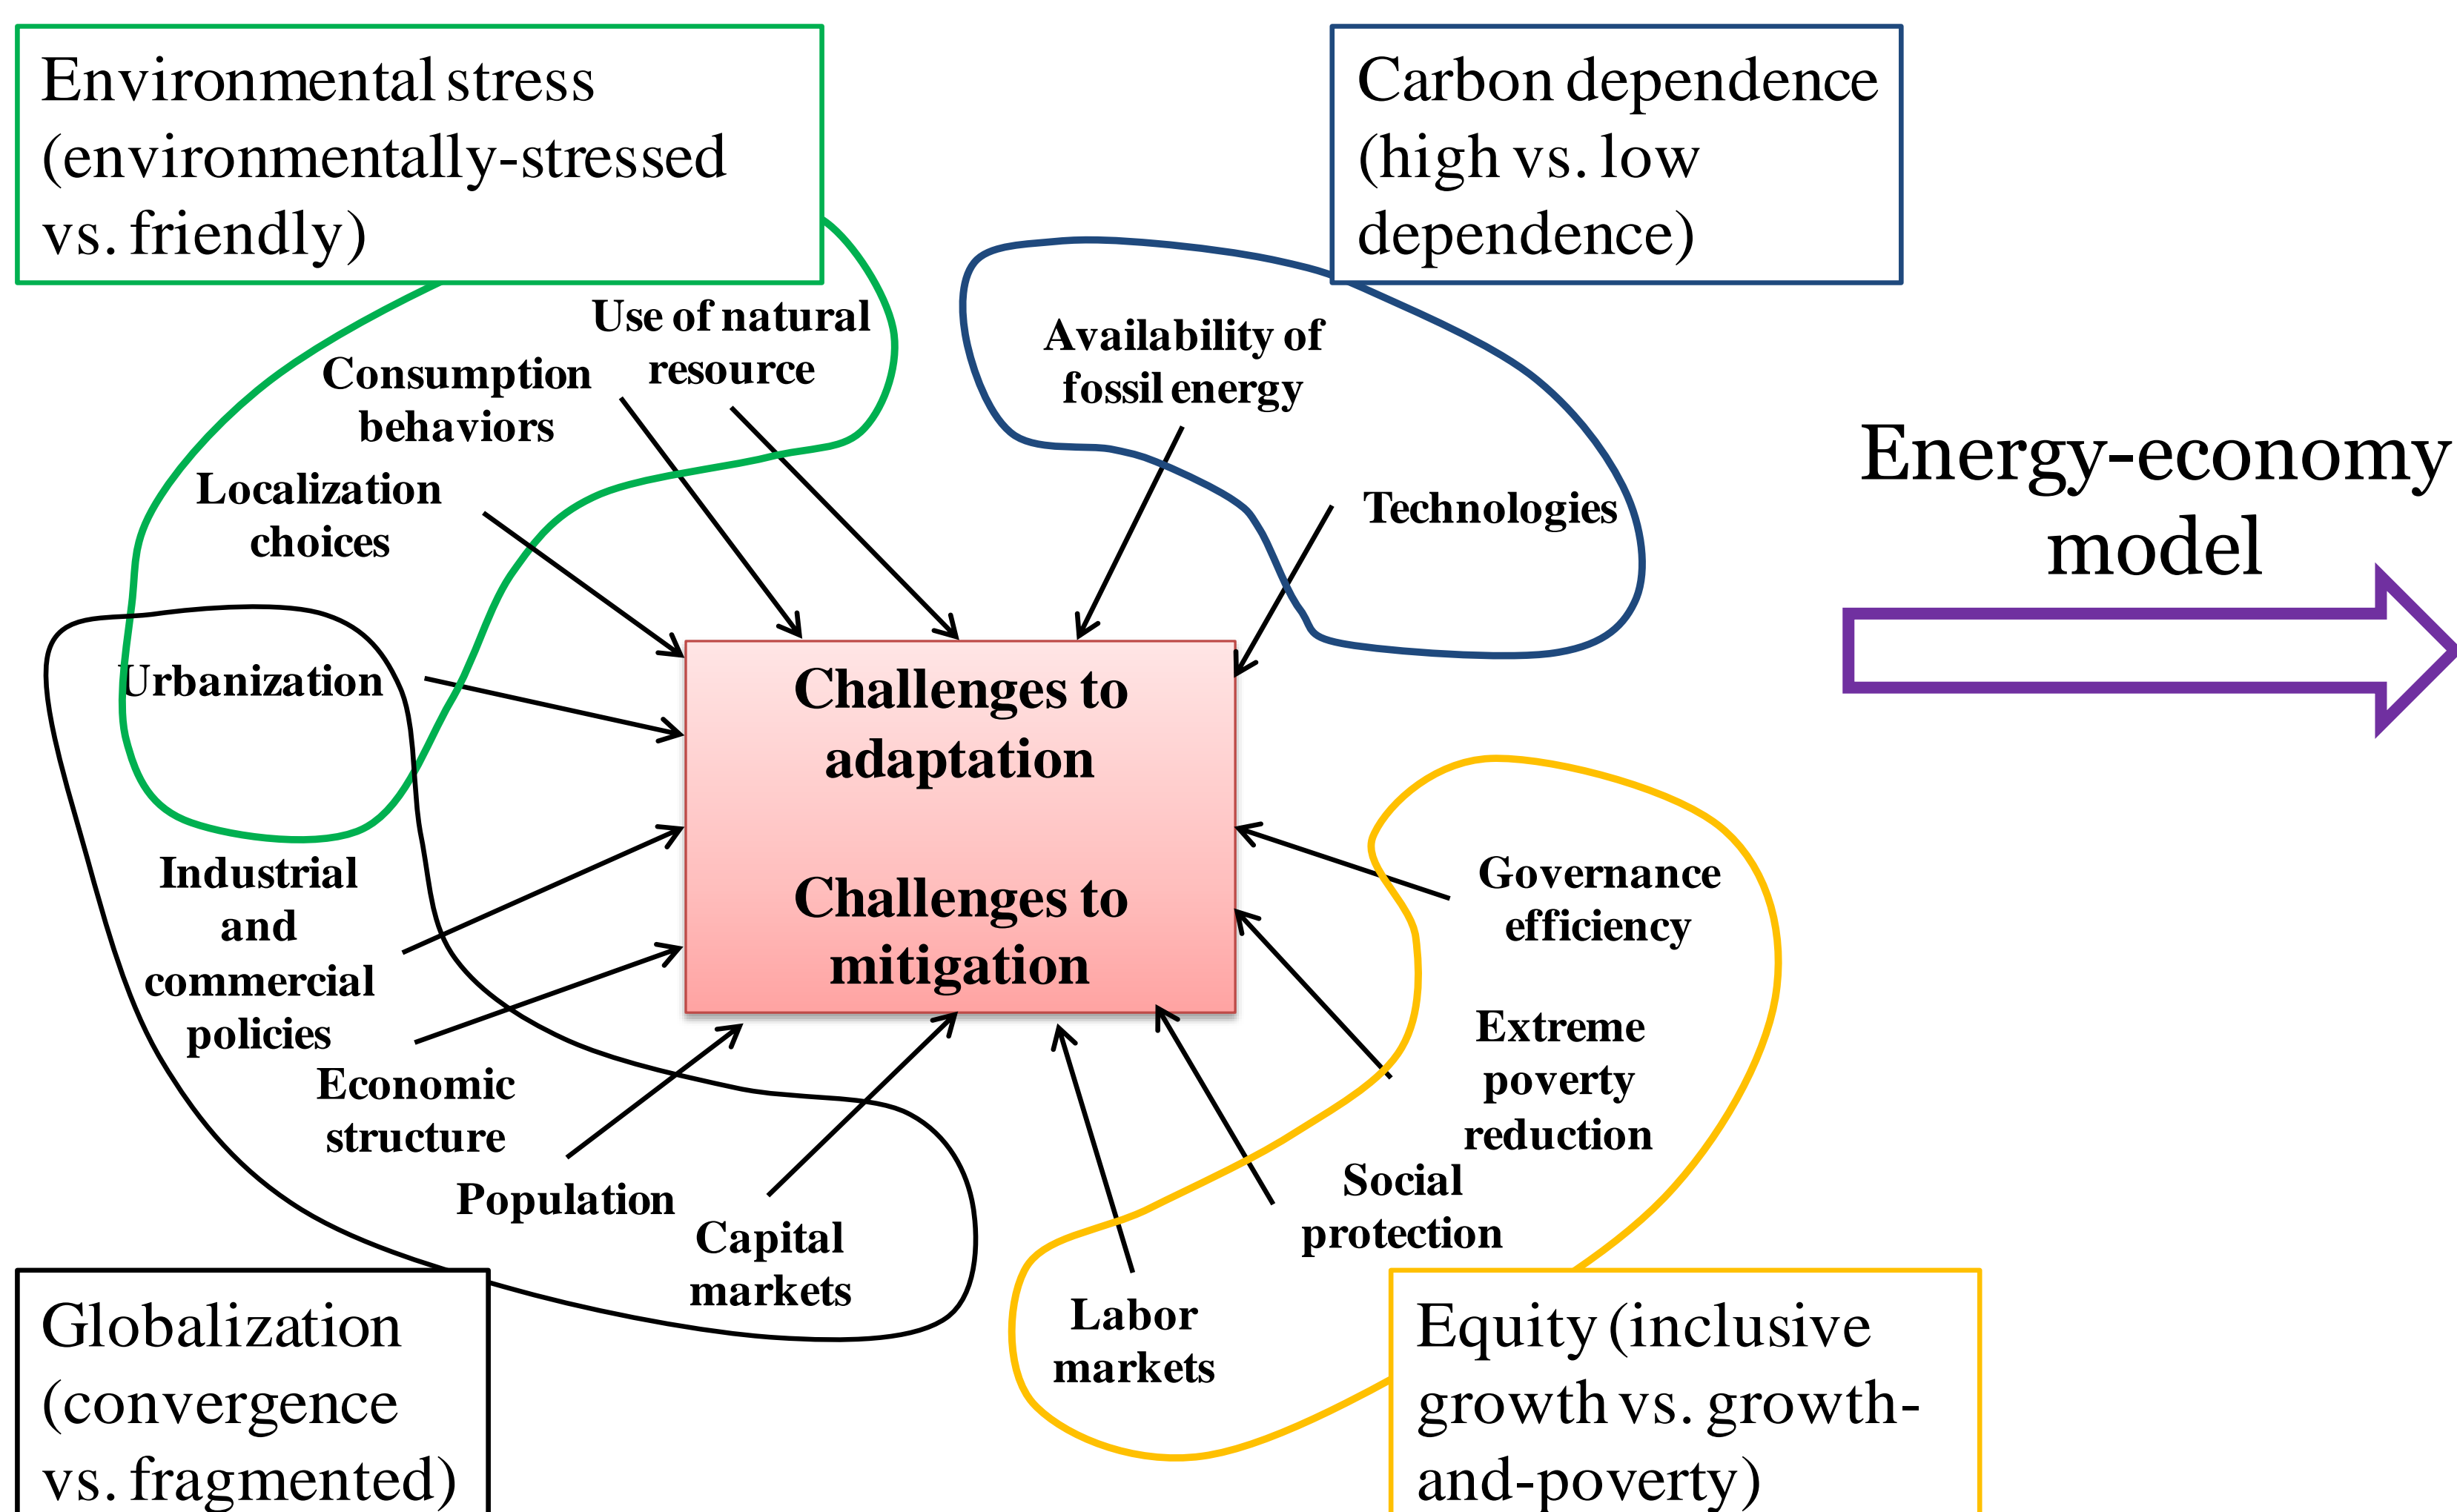 Environmental stress
(environmentally-stressed
vs. friendly)
Carbon dependence
(high vs. low
dependence)
Use of natural
resource
Consumption
behaviors
Localization
choices
Urbanization
Industrial
and
commercial
policies
Economic
structure
Population
Capital
markets
Availability of
fossil energy
Technologies
Challenges to
adaptation
Challenges to
mitigation
Governance
efficiency
Extreme
poverty
reduction
Social
protection
Labor
markets
Energy-economy
model
Globalization
(convergence
vs. fragmented)
Equity (inclusive
growth vs. growth-
and-poverty)